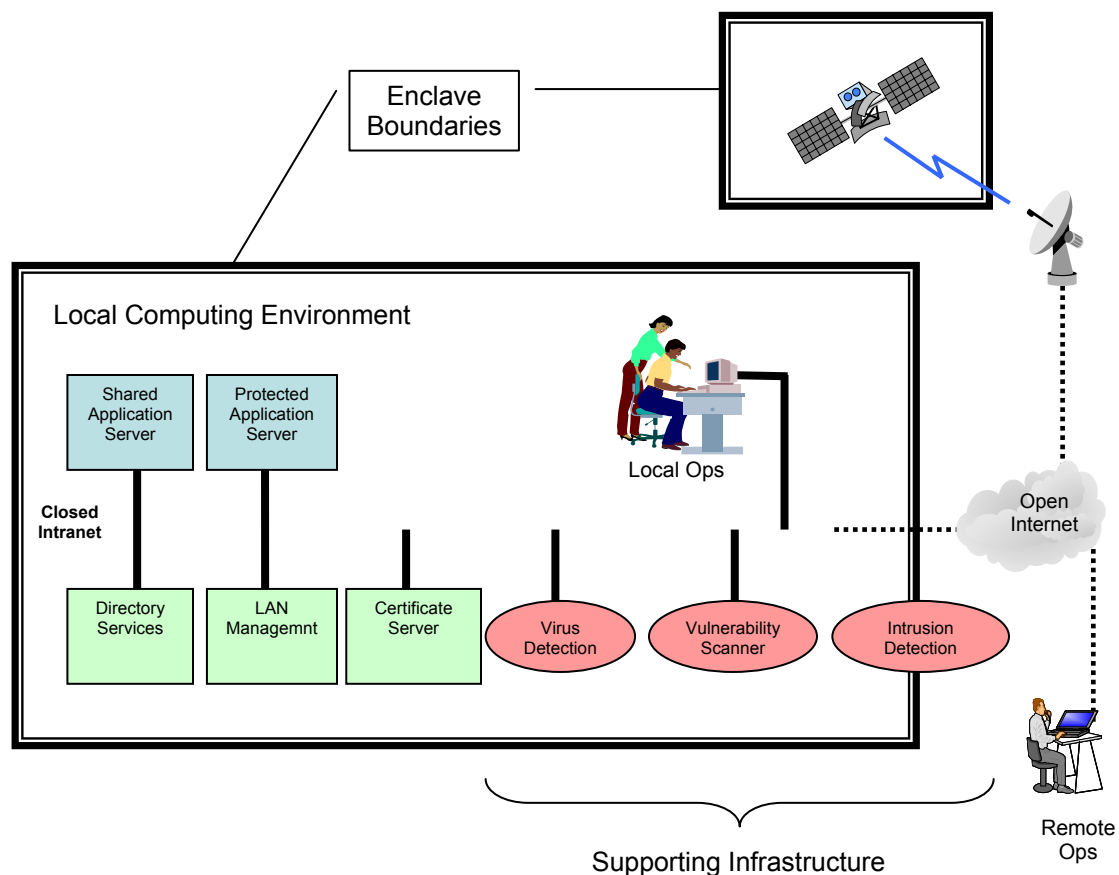 Enclave
Boundaries
Local Computing Environment
Shared
Application
Server
Protected
Application
Server
Local Ops
Closed
Intranet
Open
Internet
Directory
Services
LAN
Managemnt
Certificate
Server
Virus
Detection
Vulnerability
Scanner
Intrusion
Detection
Remote
Ops
Supporting Infrastructure